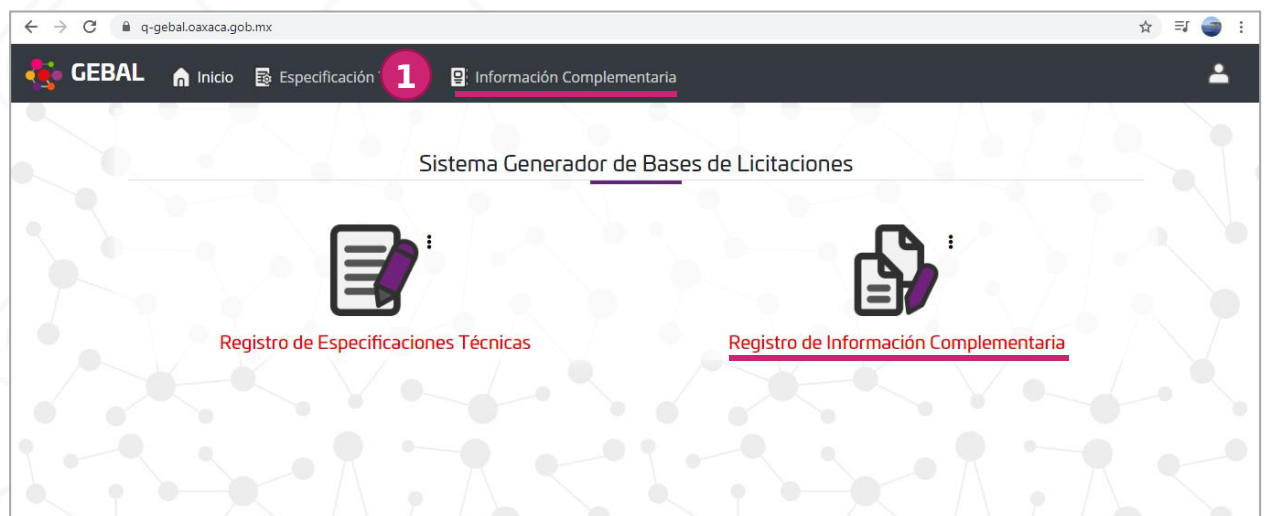 q-gebal.oaxaca.gob.mx
GEBAL Inicio Especificación 1 Información Complementaria
Sistema Generador de Bases de Licitaciones
Registro de Especificaciones Técnicas Registro de Información Complementaria